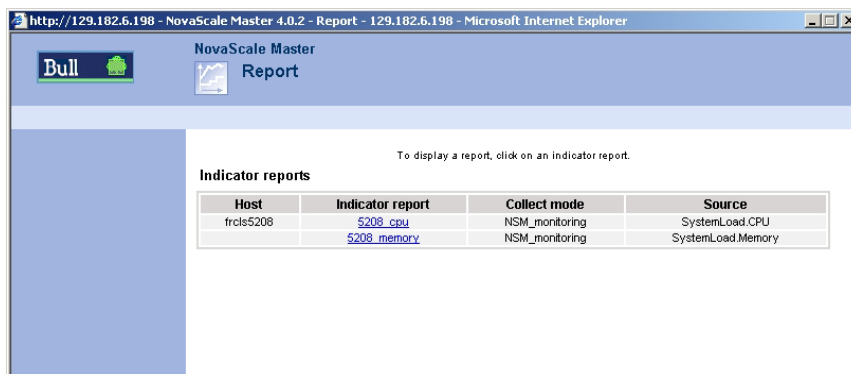 http://129.182.6.198 - NovaScale Master 4.0.2 - Report - 129.182.6.198 - Microsoft Internet Explorer
Bull
NovaScale Master
Report
To display a report, click on an indicator report.
Indicator reports
Host Indicator report Collect mode Source
frcls5208 5208_cpu NSM_monitoring SystemLoad.CPU
5208_memory NSM_monitoring SystemLoad.Memory